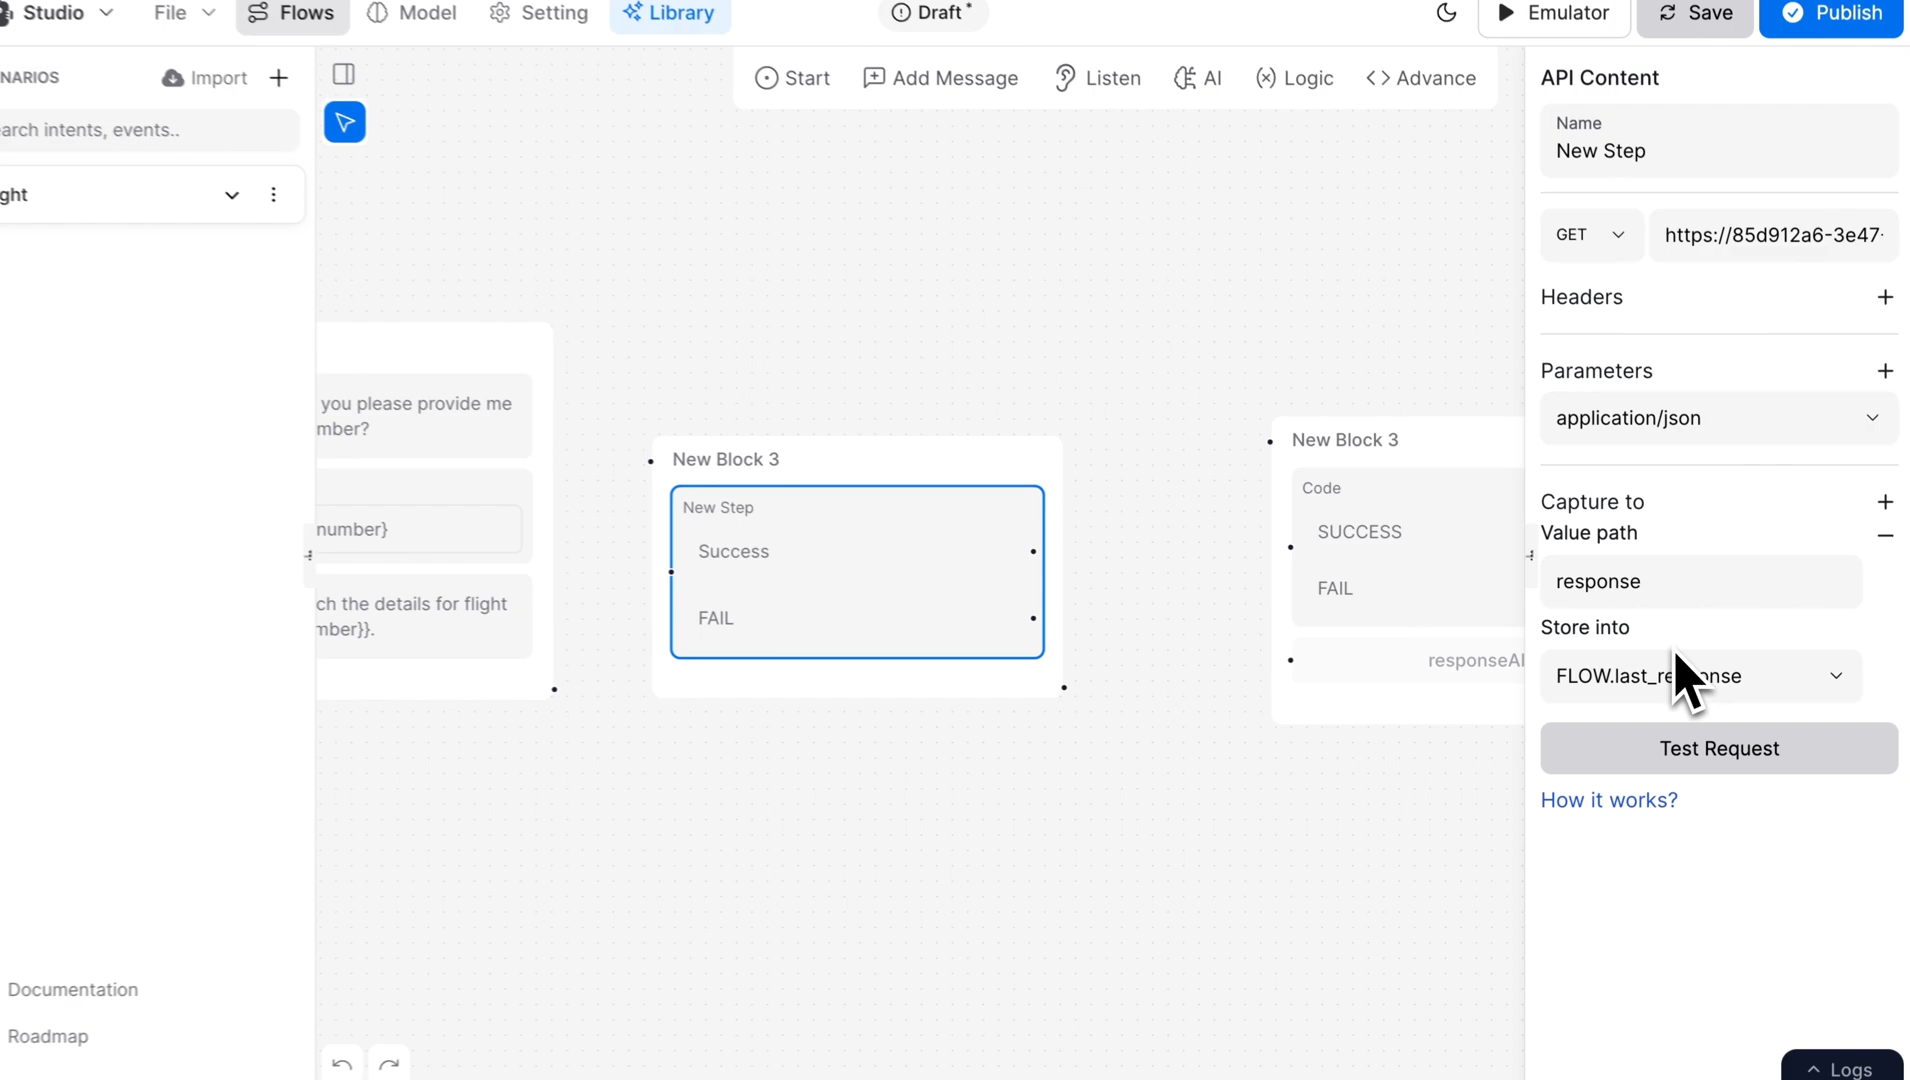 Studio
File
Flows
Model
Setting
Library
Draft*
Emulator
Save
Publish
NARIOS
Import
earch intents, events..
ght
Documentation
Roadmap
Start
Add Message
Listen
AI
Logic
Advance
you please provide me
mber?
number}
ch the details for flight
mber}}.
New Block 3
New Step
Success
FAIL
New Block 3
Code
SUCCESS
FAIL
responseAI
API Content
Name
New Step
GET
https://85d912a6-3e47-
Headers
Parameters
application/json
Capture to
Value path
response
Store into
FLOW.last_response
Test Request
How it works?
Logs